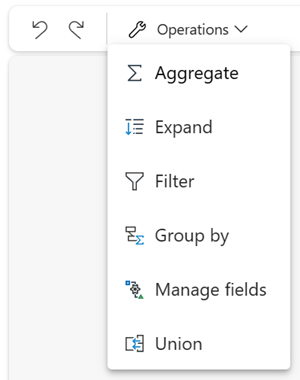 Operations
Aggregate
Expand
Filter
Group by
Manage fields
Union